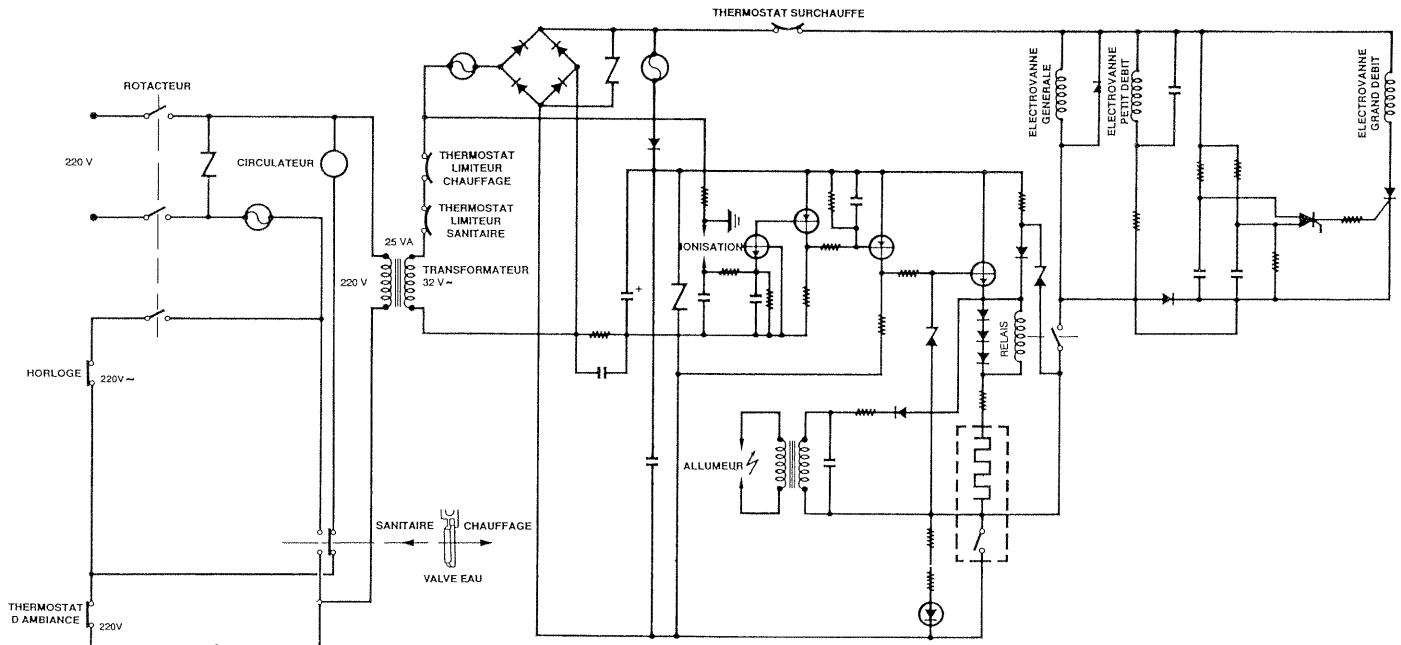 THERMOSTAT SURCHAUFFE
ROTACTEUR
220 V
CIRCULATEUR
THERMOSTAT
LIMITEUR
CHAUFFAGE
THERMOSTAT
LIMITEUR
SANITAIRE
25 VA
220 V
TRANSFORMATEUR
32 V~
IONISATION
+
ELECTROVANNE
GENERALE
ELECTROVANNE
PETIT DEBIT
ELECTROVANNE
GRAND DEBIT
RELAIS
HORLOGE
220V~
ALLUMEUR
SANITAIRE
CHAUFFAGE
VALVE EAU
THERMOSTAT
D AMBIANCE
220V